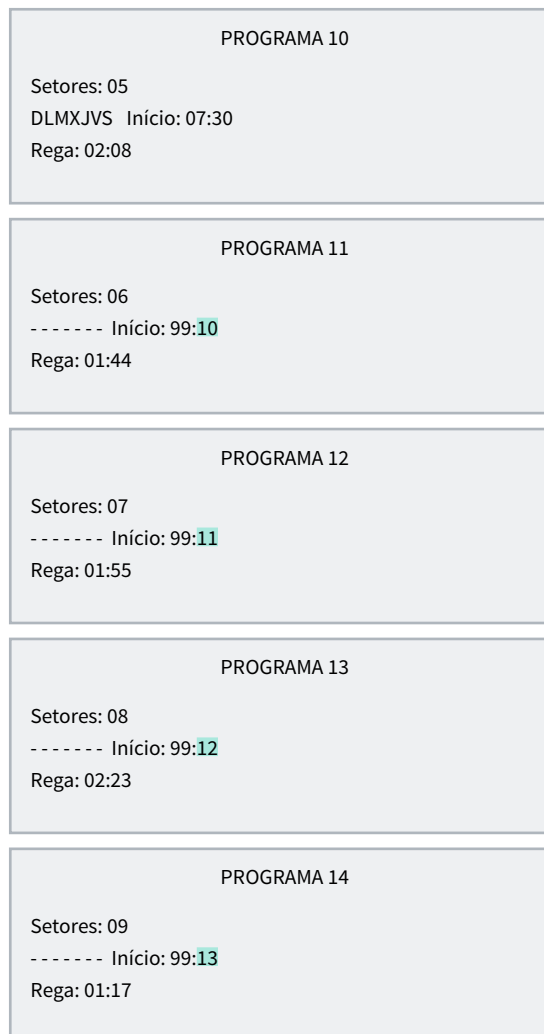 PROGRAMA 10
Setores: 05
DLMXJVS Início: 07:30
Rega: 02:08
PROGRAMA 11
Setores: 06
- - - - - - - Início: 99:10
Rega: 01:44
PROGRAMA 12
Setores: 07
- - - - - - - Início: 99:11
Rega: 01:55
PROGRAMA 13
Setores: 08
- - - - - - - Início: 99:12
Rega: 02:23
PROGRAMA 14
Setores: 09
- - - - - - - Início: 99:13
Rega: 01:17